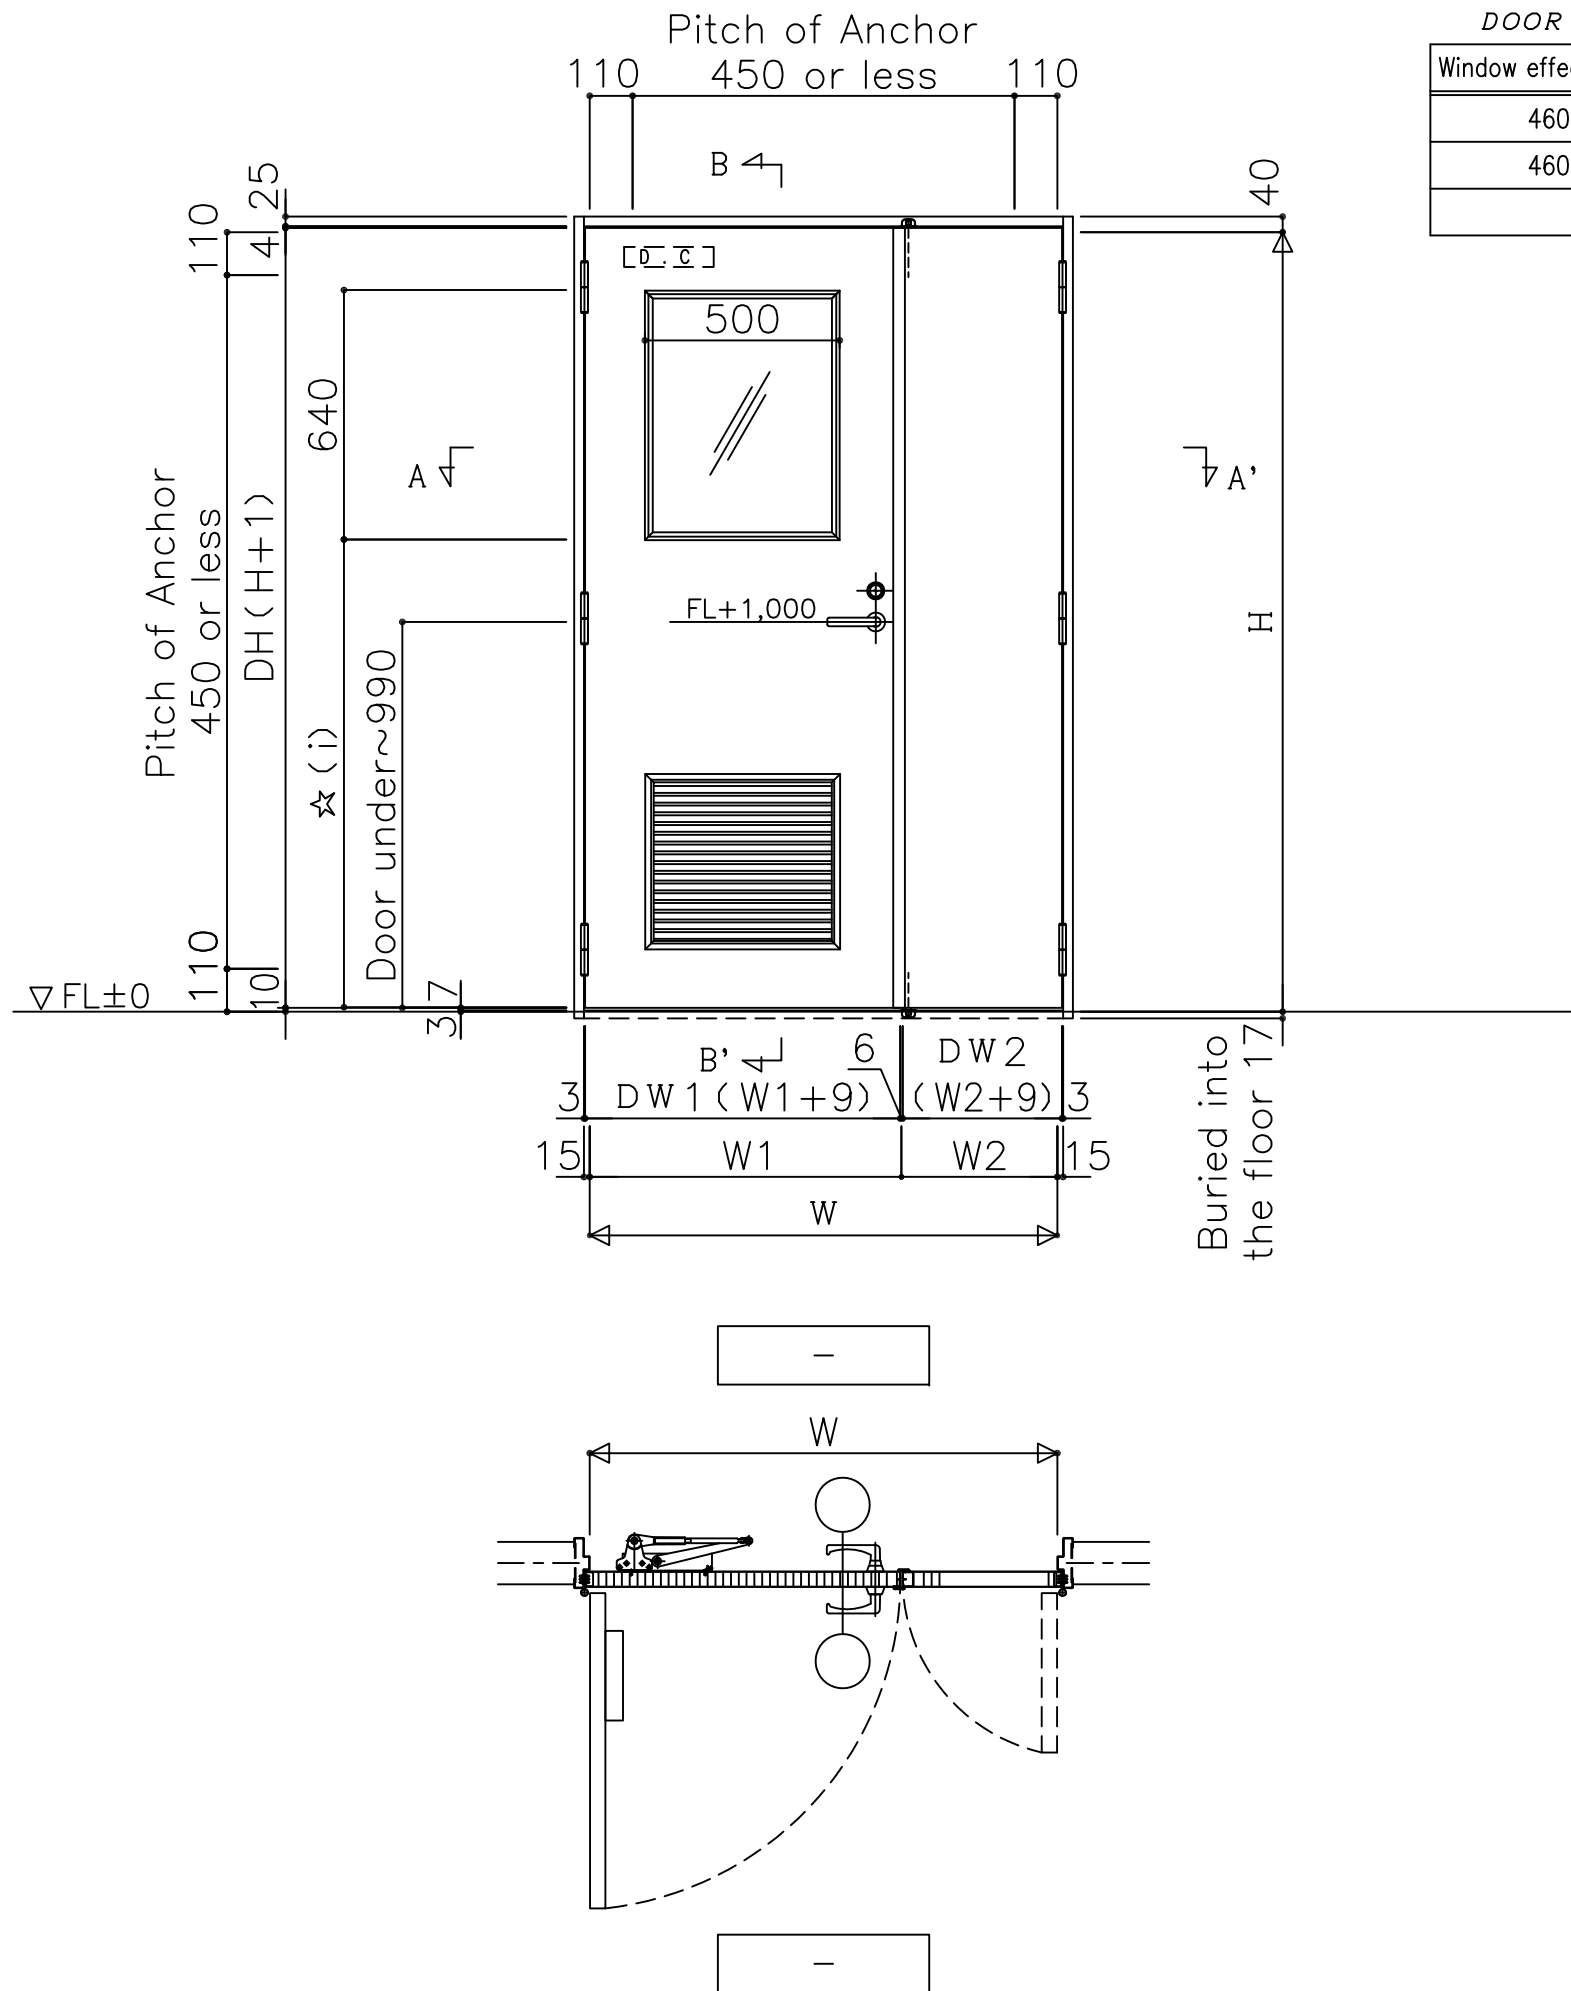 DOOR
Pitch of Anchor
110 450 or less 110
Window effe
460
460
B
25
40
110
4
D . C
500
640
A
A'
Pitch of Anchor
450 or less
DH(H+1)
FL+1,000
H
☆(i)
Door under~990
110
10
▽FL±0
3 7
B'
6
DW2
3
DW1(W1+9)
(W2+9)
3
15
W1
W2
15
W
Buried into
the floor 17
-
W
-